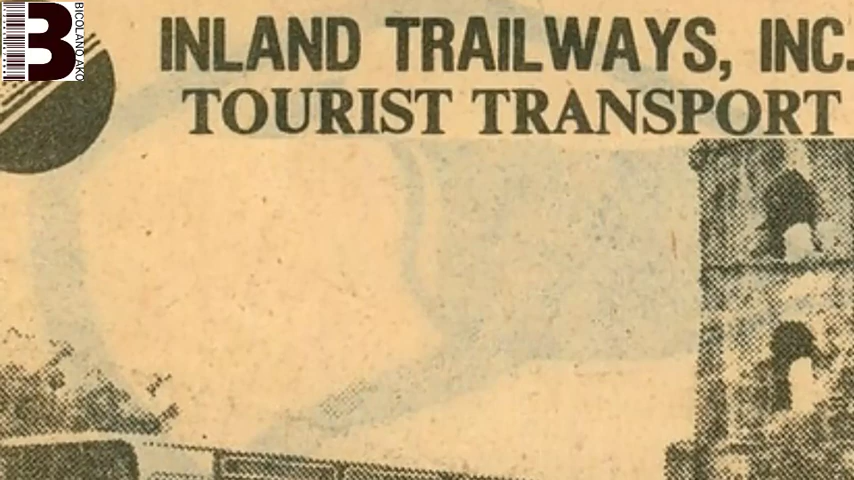 B
BICOLANO AKO
INLAND TRAILWAYS, INC.
TOURIST TRANSPORT